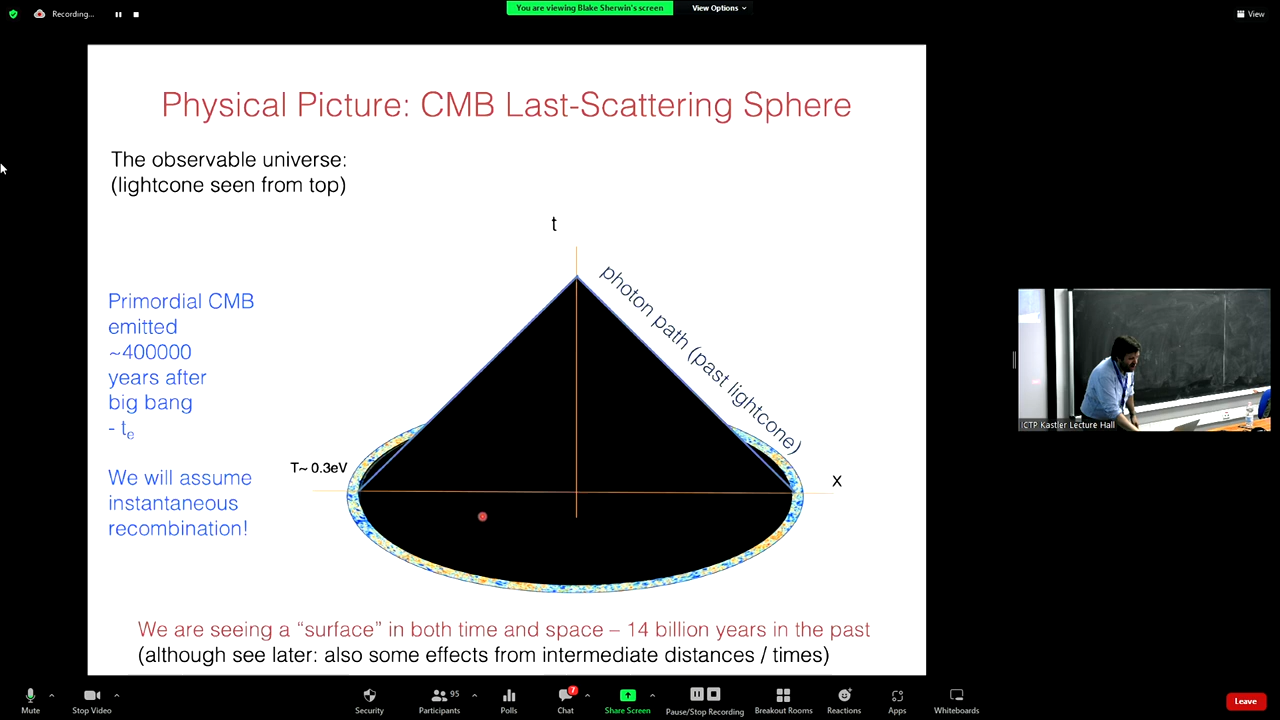 Recording...
You are viewing Blake Sherwin's screen
View Options
View
Physical Picture: CMB Last-Scattering Sphere
The observable universe:
(lightcone seen from top)
t
photon path (past lightcone)
Primordial CMB
emitted
~400000
years after
big bang
- te
We will assume
instantaneous
recombination!
T~ 0.3eV
x
We are seeing a “surface” in both time and space – 14 billion years in the past
(although see later: also some effects from intermediate distances / times)
ICTP Kastler Lecture Hall
Mute
Stop Video
Security
95
Participants
Polls
7
Chat
Share Screen
Pause/Stop Recording
Breakout Rooms
Reactions
Apps
Whiteboards
Leave